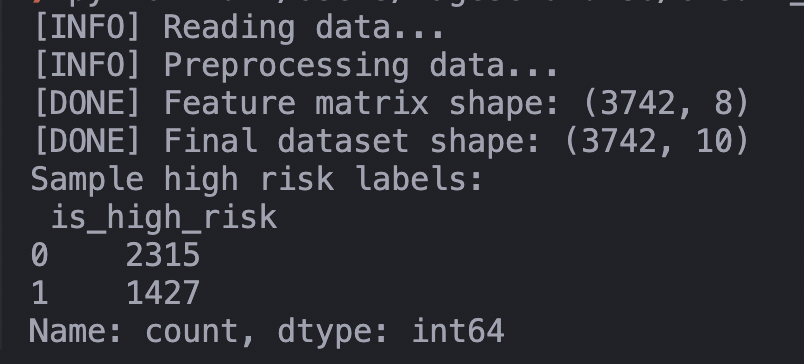 [INFO] Reading data...
[INFO] Preprocessing data...
[DONE] Feature matrix shape: (3742, 8)
[DONE] Final dataset shape: (3742, 10)
Sample high risk labels:
 is_high_risk
0    2315
1    1427
Name: count, dtype: int64